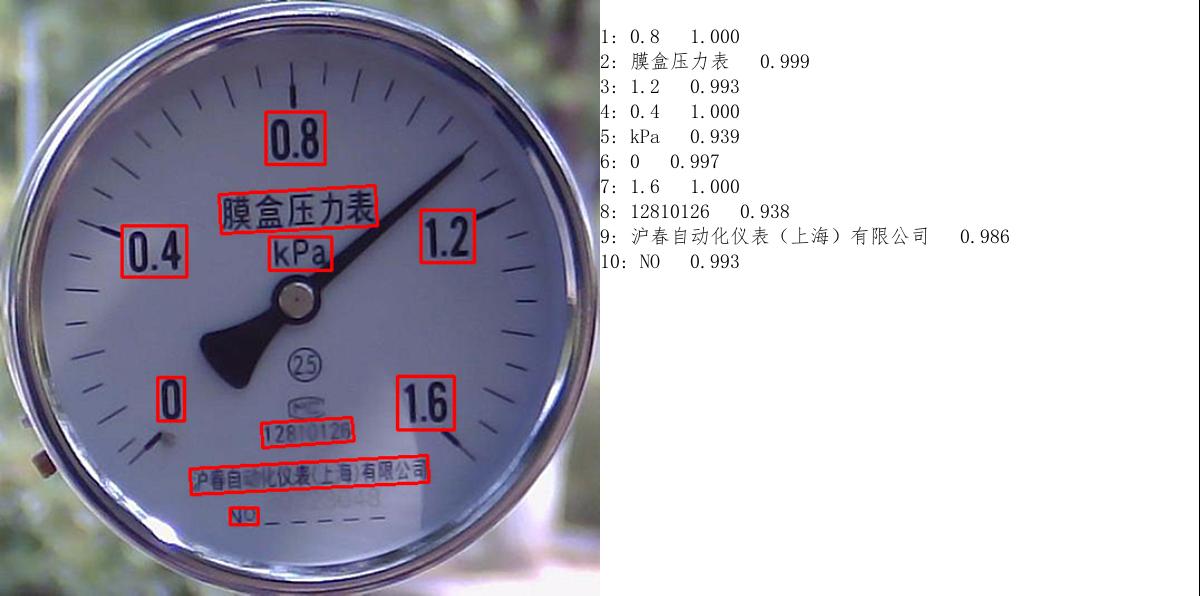 0.8
膜盒压力表
kPa
0.4
1.2
2.5
0
1.6
MC
12810126
沪春自动化仪表(上海)有限公司
NO
1: 0.8 1.000
2: 膜盒压力表 0.999
3: 1.2 0.993
4: 0.4 1.000
5: kPa 0.939
6: 0 0.997
7: 1.6 1.000
8: 12810126 0.938
9: 沪春自动化仪表（上海）有限公司 0.986
10: NO 0.993